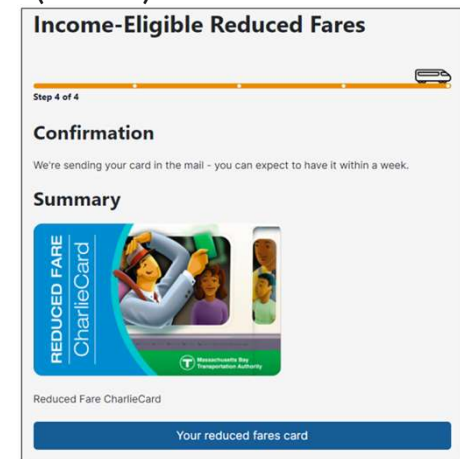 Income-Eligible Reduced Fares
Step 4 of 4
Confirmation
We're sending your card in the mail - you can expect to have it within a week.
Summary
REDUCED FARE
CharlieCard
T
Massachusetts Bay
Transportation Authority
Reduced Fare CharlieCard
Your reduced fares card